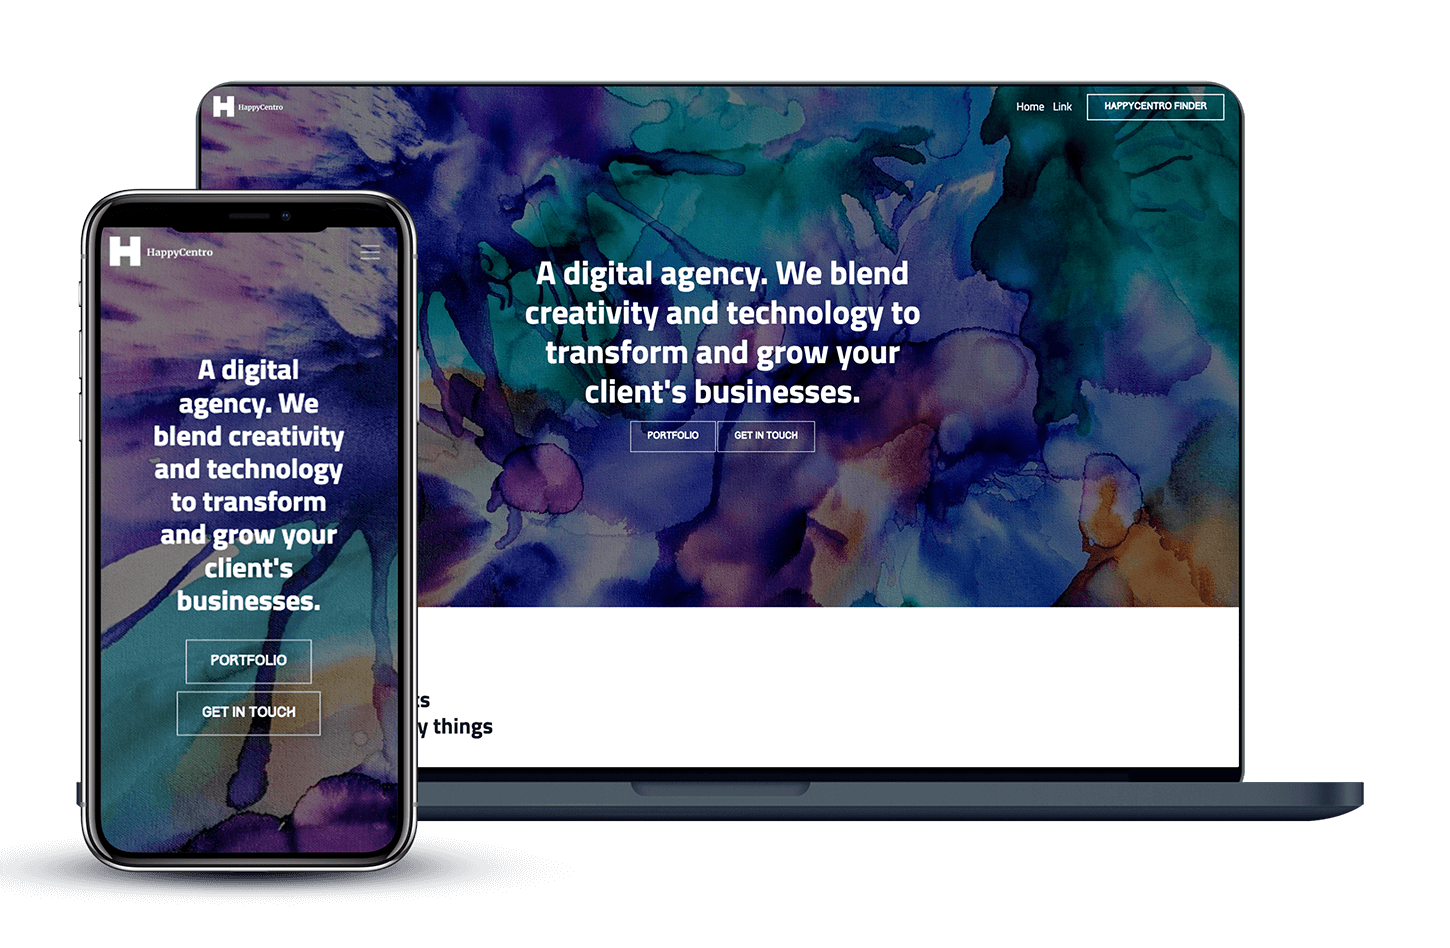 H HappyCentro
Home Link HAPPYCENTRO FINDER
A digital agency. We blend
creativity and technology to
transform and grow your
client's businesses.
PORTFOLIO GET IN TOUCH
y things
H HappyCentro
A digital
agency. We
blend creativity
and technology
to transform
and grow your
client's
businesses.
PORTFOLIO
GET IN TOUCH